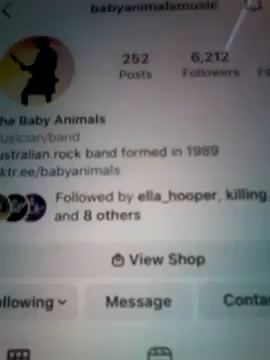 babyanimalsmusic
252 6,212
Posts Followers
he Baby Animals
usician/band
ustralian rock band formed in 1989
ktr.ee/babyanimals
Followed by ella_hooper, killing
and 8 others
View Shop
ollowing Message Conta